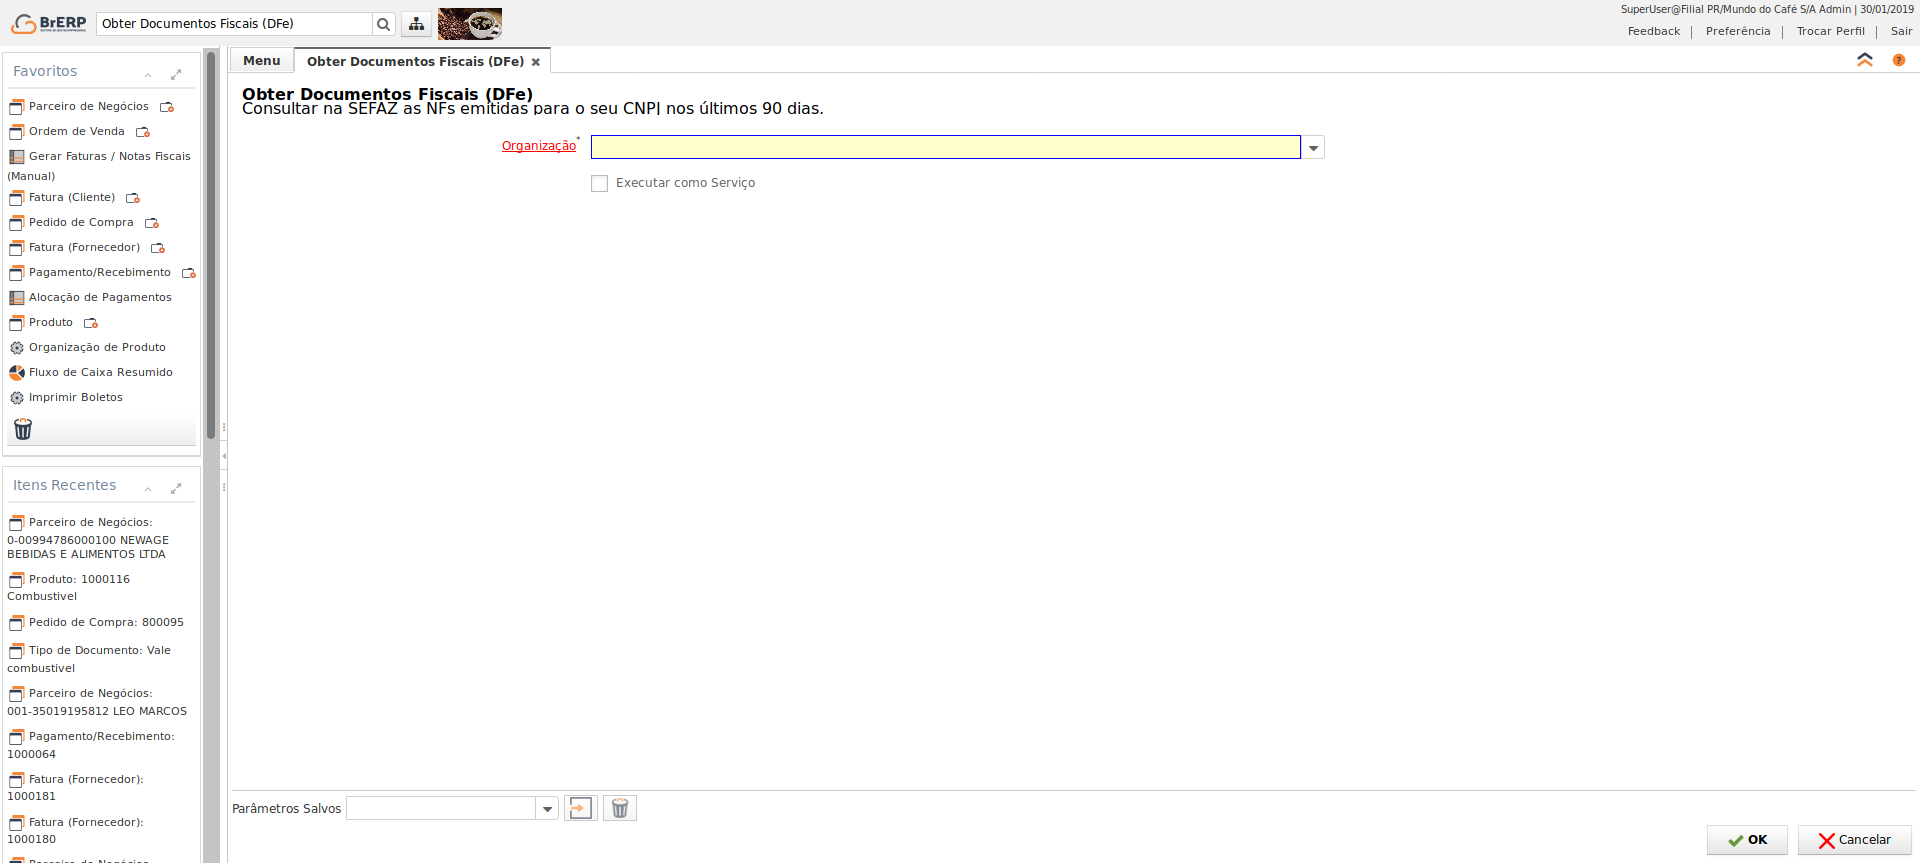 BrERP
Obter Documentos Fiscais (DFe)
SuperUser@Filial PR/Mundo do Café S/A Admin | 30/01/2019
Feedback | Preferência | Trocar Perfil | Sair
Favoritos
Parceiro de Negócios
Ordem de Venda
Gerar Faturas / Notas Fiscais
(Manual)
Fatura (Cliente)
Pedido de Compra
Fatura (Fornecedor)
Pagamento/Recebimento
Alocação de Pagamentos
Produto
Organização de Produto
Fluxo de Caixa Resumido
Imprimir Boletos
Itens Recentes
Parceiro de Negócios:
0-00994786000100 NEWAGE
BEBIDAS E ALIMENTOS LTDA
Produto: 1000116
Combustivel
Pedido de Compra: 800095
Tipo de Documento: Vale
combustivel
Parceiro de Negócios:
001-35019195812 LEO MARCOS
Pagamento/Recebimento:
1000064
Fatura (Fornecedor):
1000181
Fatura (Fornecedor):
1000180
Parceiro de Negócios
Menu
Obter Documentos Fiscais (DFe)
Obter Documentos Fiscais (DFe)
Consultar na SEFAZ as NFs emitidas para o seu CNPJ nos últimos 90 dias.
Organização*
Executar como Serviço
Parâmetros Salvos
OK
Cancelar